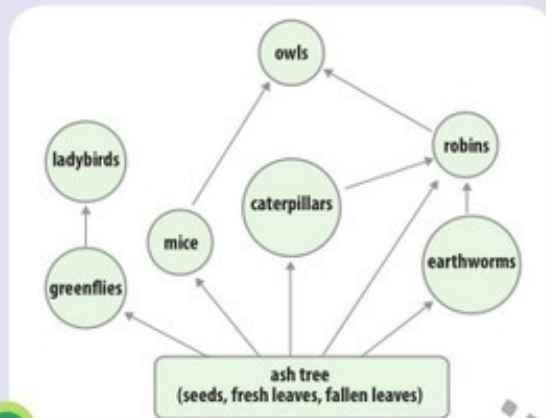 owls
robins
ladybirds
caterpillars
mice
earthworms
greenflies
ash tree
(seeds, fresh leaves, fallen leaves)